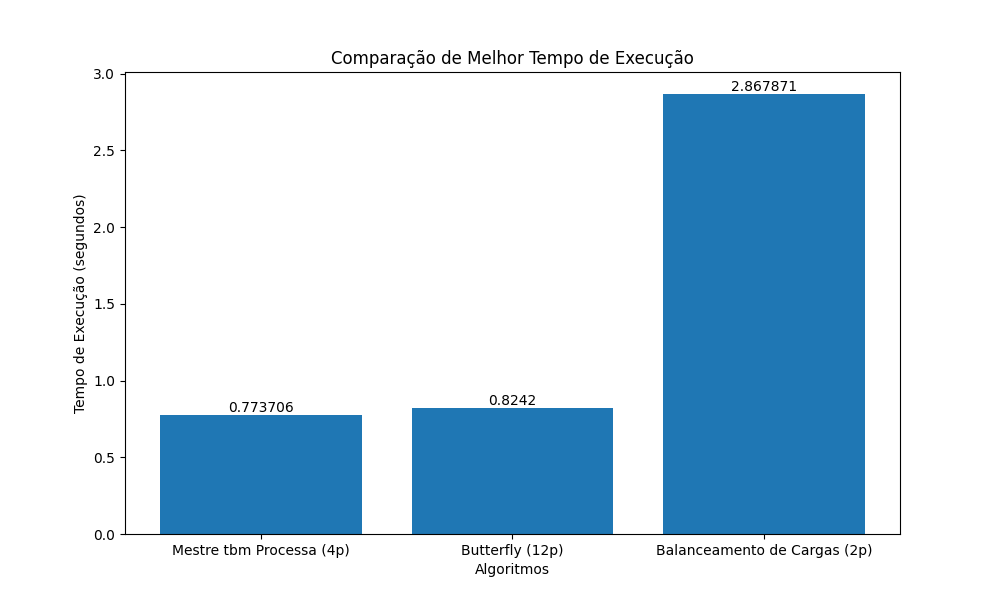 Comparação de Melhor Tempo de Execução
Tempo de Execução (segundos)
3.0
2.5
2.0
1.5
1.0
0.5
0.0
0.773706
0.8242
2.867871
Mestre tbm Processa (4p)
Butterfly (12p)
Balanceamento de Cargas (2p)
Algoritmos